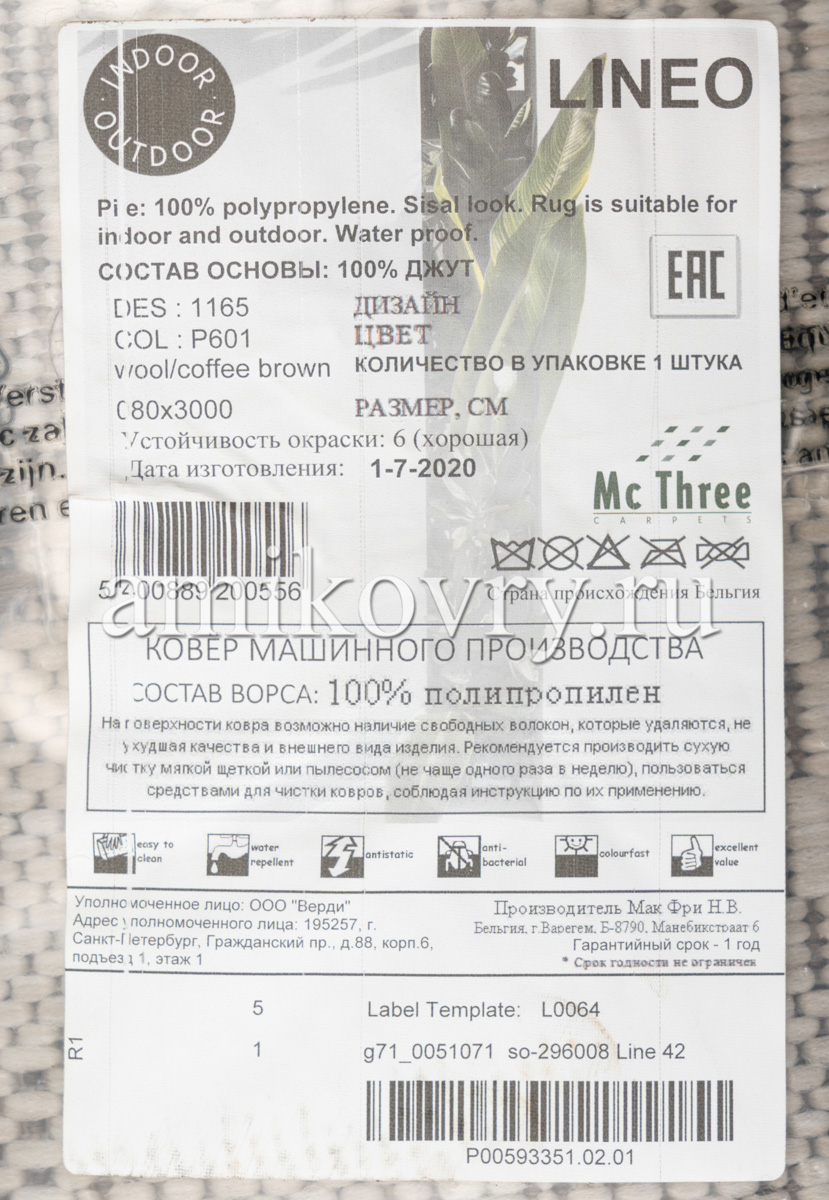 INDOOR
OUTDOOR
LINEO
Pi e: 100% polypropylene. Sisal look. Rug is suitable for
indoor and outdoor. Water proof.
СОСТАВ ОСНОВЫ: 100% ДЖУТ
EAC
DES : 1165 ДИЗАЙН
COL : P601 ЦВЕТ
wool/coffee brown КОЛИЧЕСТВО В УПАКОВКЕ 1 ШТУКА
080x3000 РАЗМЕР, СМ
Устойчивость окраски: 6 (хорошая)
Дата изготовления: 1-7-2020
Mc Three
CARPETS
200556
Страна происхождения Бельгия
amikovry.ru
КОВЕР МАШИННОГО ПРОИЗВОДСТВА
СОСТАВ ВОРСА: 100% полипропилен
На поверхности ковра возможно наличие свободных волокон, которые удаляются, не
ухудшая качества и внешнего вида изделия. Рекомендуется производить сухую
чистку мягкой щеткой или пылесосом (не чаще одного раза в неделю), пользоваться
средствами для чистки ковров, соблюдая инструкцию по их применению.
easy to
clean
water
repellent
antistatic
anti-
bacterial
colourfast
excellent
value
Уполномоченное лицо: ООО "Верди"
Адрес уполномоченного лица: 195257, г.
Санкт-Петербург, Гражданский пр., д.88, корп.6,
подъезд 1, этаж 1
Производитель Мак Фри Н.В.
Бельгия, г.Варегем, Б-8790, Манебикстраат 6
Гарантийный срок - 1 год
* Срок годности не ограничен
5 Label Template: L0064
R1
1 g71_0051071 so-296008 Line 42
P00593351.02.01
zijn.